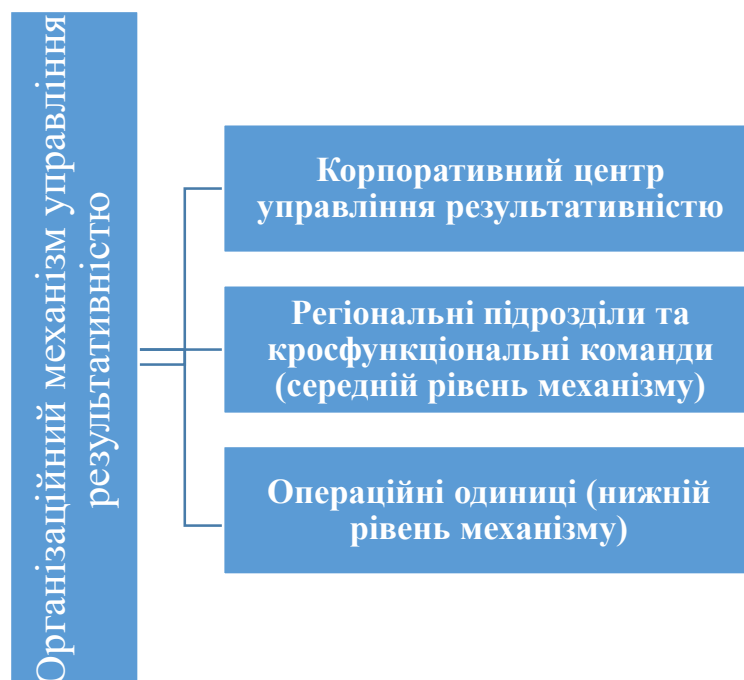 Організаційний механізм управління
результативністю
Корпоративний центр
управління результативністю
Регіональні підрозділи та
кросфункціональні команди
(середній рівень механізму)
Операційні одиниці (нижній
рівень механізму)